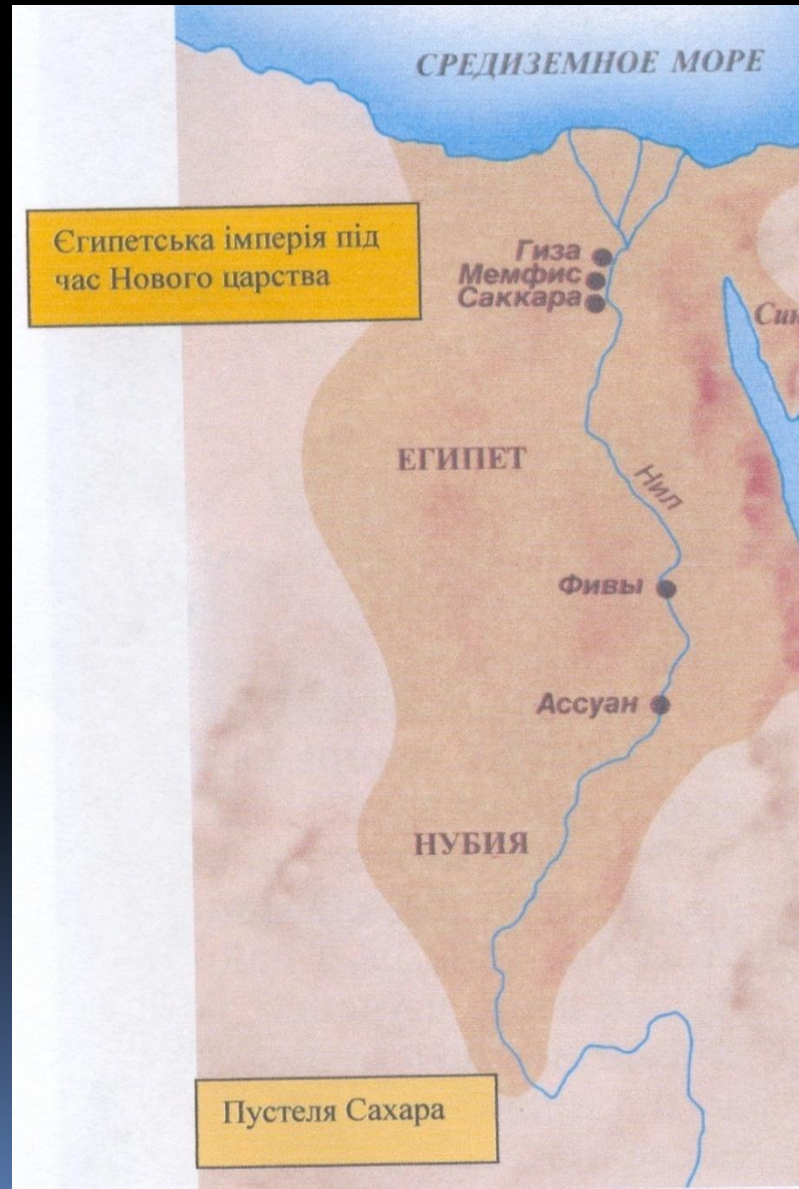 СРЕДИЗЕМНОЕ МОРЕ
Єгипетська імперія під
час Нового царства
Гиза
Мемфис
Саккара
ЕГИПЕТ
Нил
Фивы
Ассуан
НУБИЯ
Пустеля Сахара